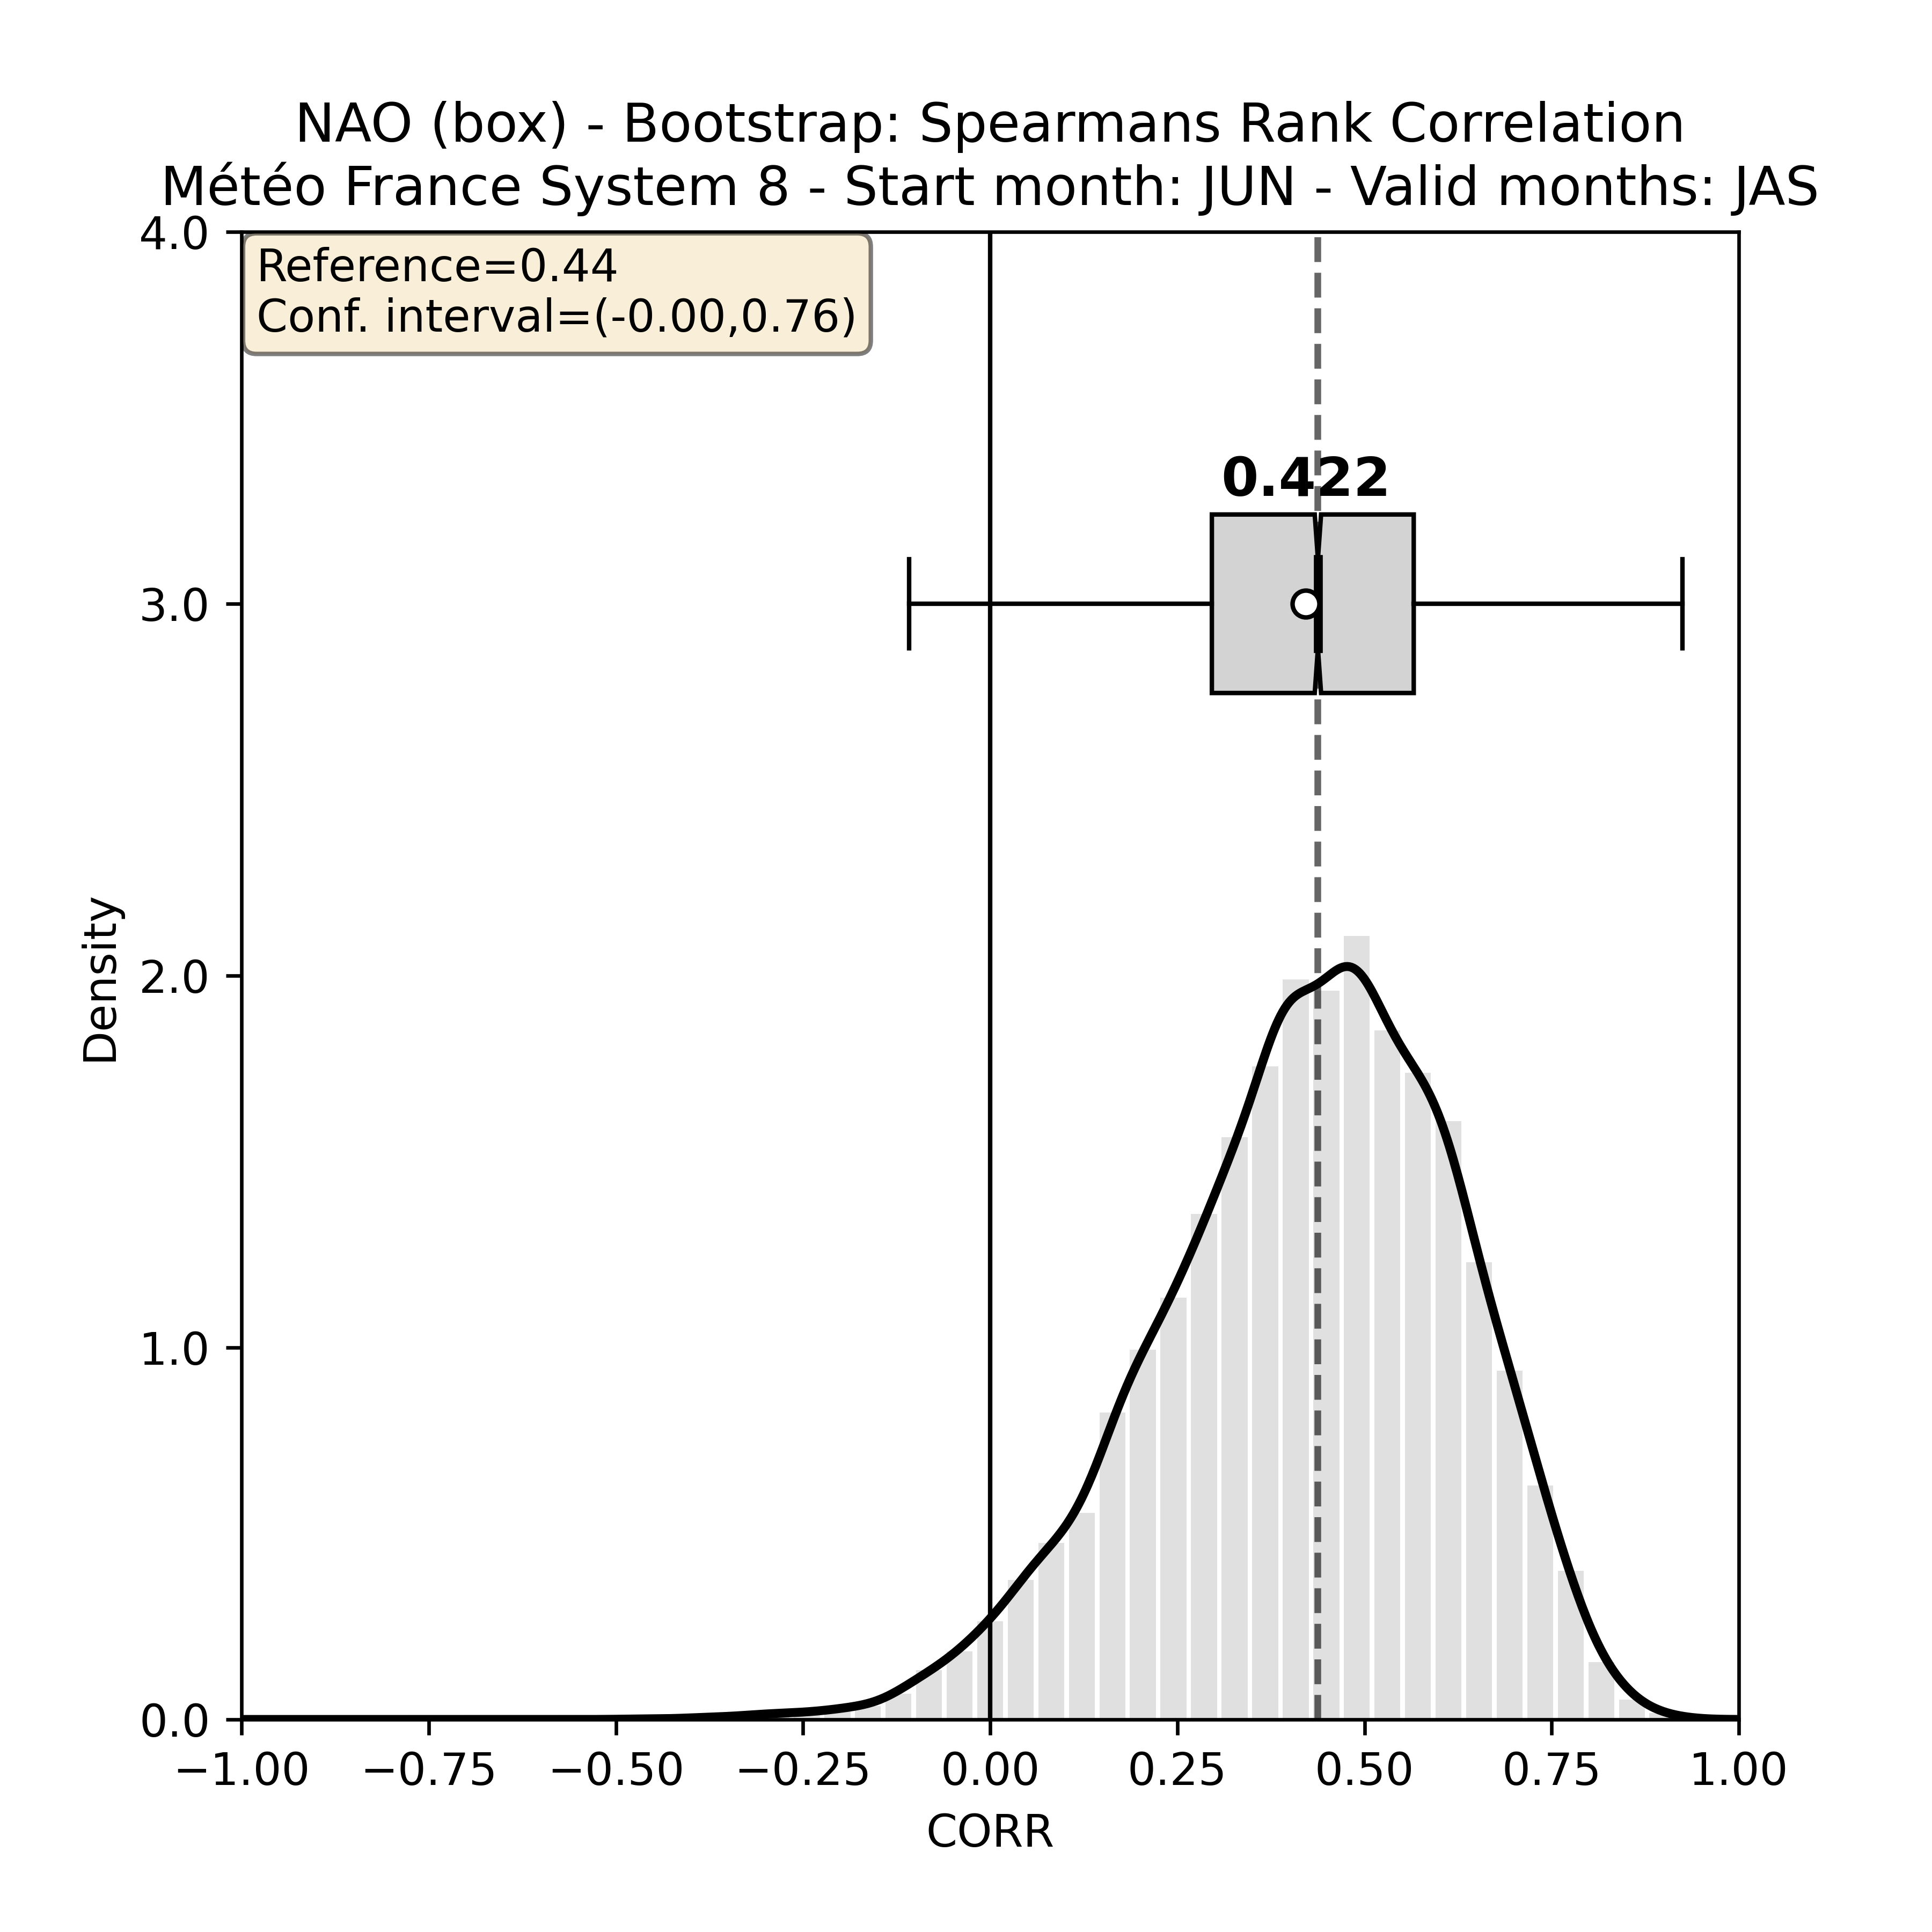 NAO (box) - Bootstrap: Spearmans Rank Correlation
Météo France System 8 - Start month: JUN - Valid months: JAS
4.0
Reference=0.44
Conf. interval=(-0.00,0.76)
0.422
3.0
Density
2.0
1.0
0.0
−1.00 −0.75 −0.50 −0.25 0.00 0.25 0.50 0.75 1.00
CORR